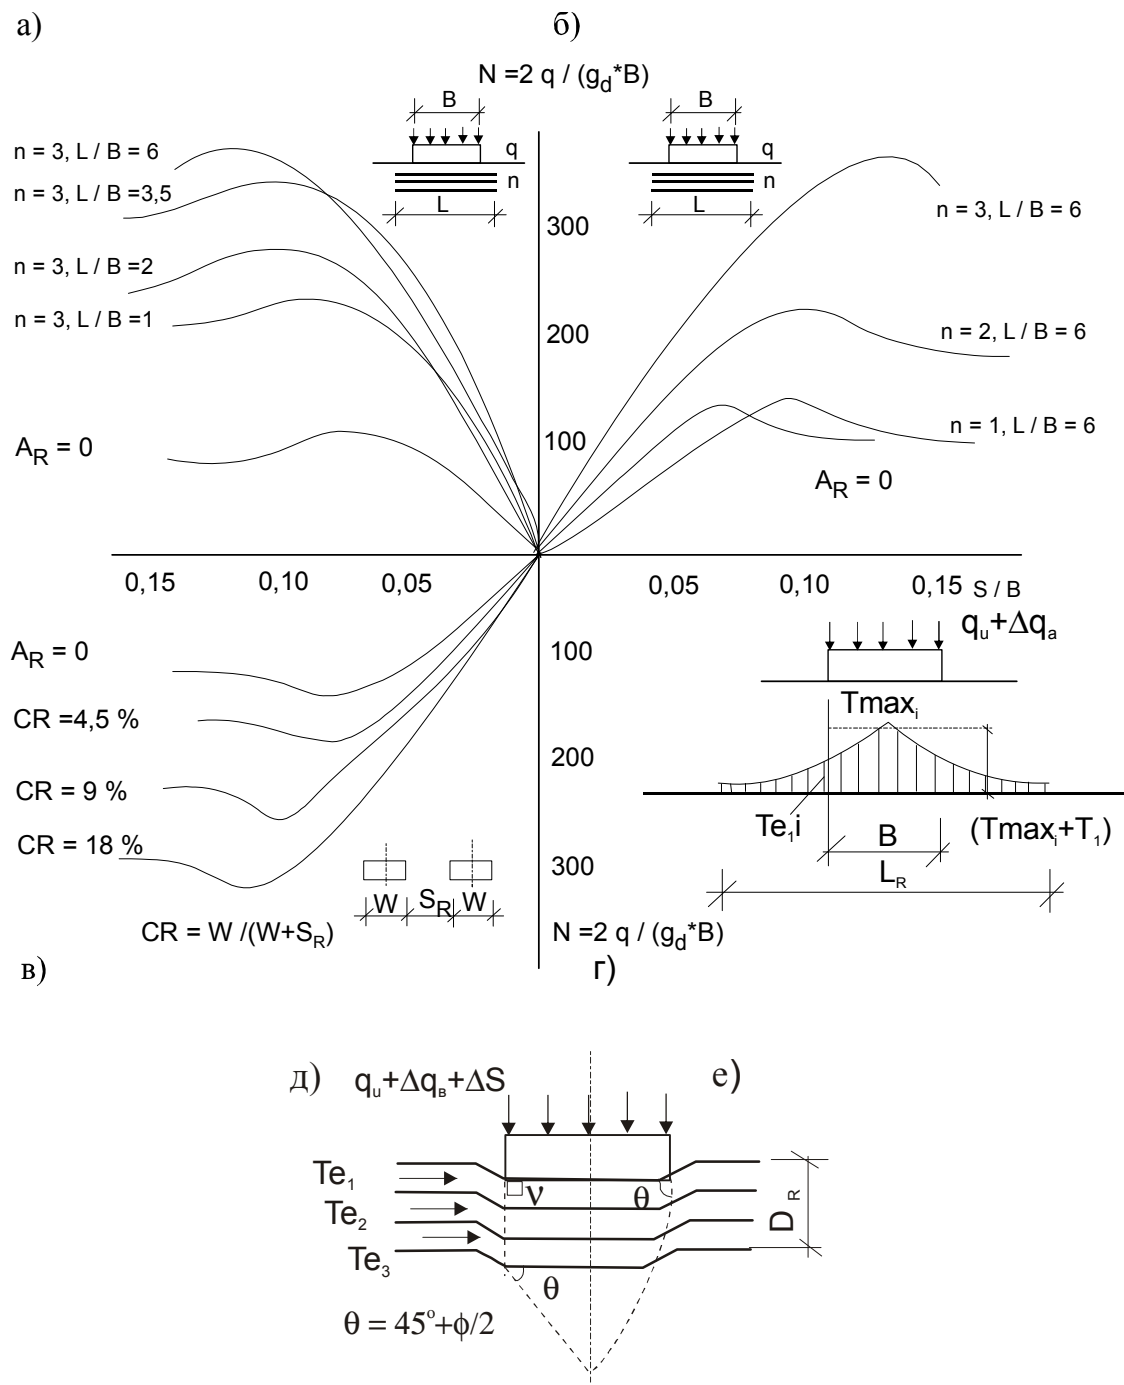 а) б)
N =2 q / (g_d*B)
B B
n = 3, L / B = 6
q q
n = 3, L / B =3,5
n n
L L
n = 3, L / B = 6
300
n = 3, L / B =2
n = 3, L / B =1
200
n = 2, L / B = 6
100
n = 1, L / B = 6
A_R = 0
A_R = 0
0,15 0,10 0,05 0,05 0,10 0,15 S / B
q_u+Δq_a
A_R = 0
100
Tmax_i
CR =4,5 %
200
CR = 9 %
Te_1i
(Tmax_i+T_1)
B
CR = 18 %
300
L_R
W S_R W
CR = W /(W+S_R)
N =2 q / (g_d*B)
в) г)
д) q_u+Δq_в+ΔS е)
Te_1
ν θ
D_R
Te_2
Te_3
θ
θ = 45°+ϕ/2